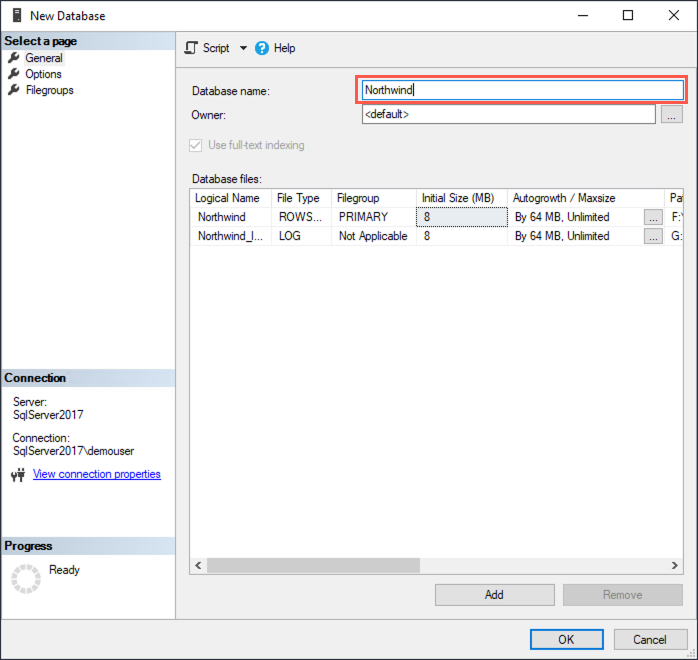 New Database
Select a page
General
Options
Filegroups
Script Help
Database name: Northwind
Owner: <default> ...
Use full-text indexing
Database files:
Logical Name File Type Filegroup Initial Size (MB) Autogrowth / Maxsize Pat
Northwind ROWS... PRIMARY 8 By 64 MB, Unlimited ... F:\
Northwind_l... LOG Not Applicable 8 By 64 MB, Unlimited ... G:
Connection
Server:
SqlServer2017
Connection:
SqlServer2017\demouser
View connection properties
Progress
Ready
Add Remove
OK Cancel